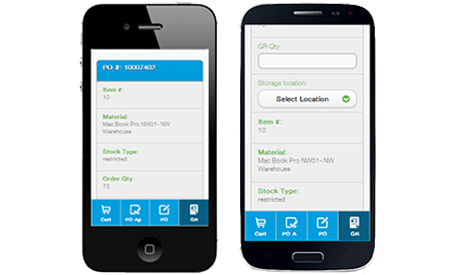 PO #: 10007402
Item #:
10
Material:
Mac Book Pro NW01- NW
Warehouse
Stock Type:
restricted
Order Qty:
73
Cart
PO Ap
PO
GR
GR Qty:
Storage location:
Select Location
Item #:
10
Material:
Mac Book Pro NW01- NW
Warehouse
Stock Type:
restricted
Cart
PO A
PO
GR